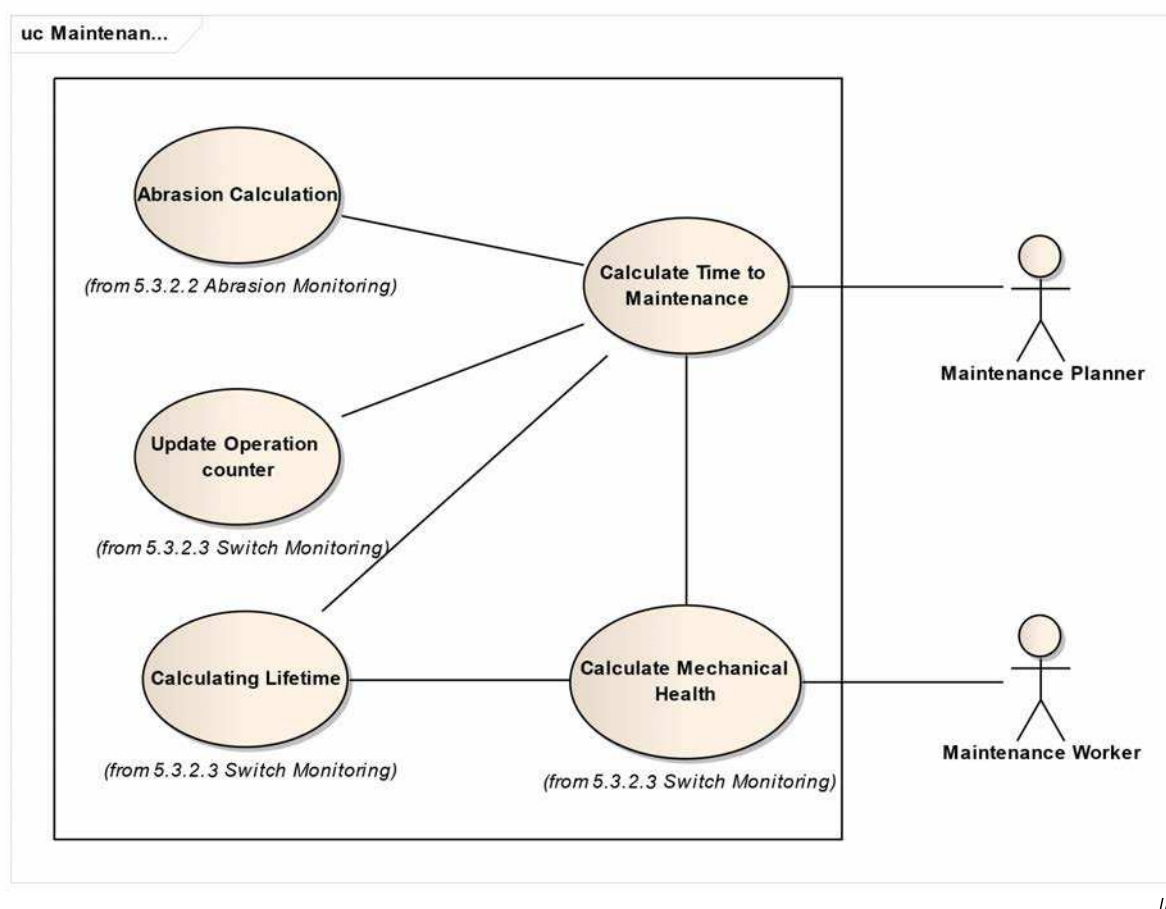 uc Maintenan...
Abrasion Calculation
(from 5.3.2.2 Abrasion Monitoring)
Calculate Time to
Maintenance
Maintenance Planner
Update Operation
counter
(from 5.3.2.3 Switch Monitoring)
Calculating Lifetime
(from 5.3.2.3 Switch Monitoring)
Calculate Mechanical
Health
(from 5.3.2.3 Switch Monitoring)
Maintenance Worker